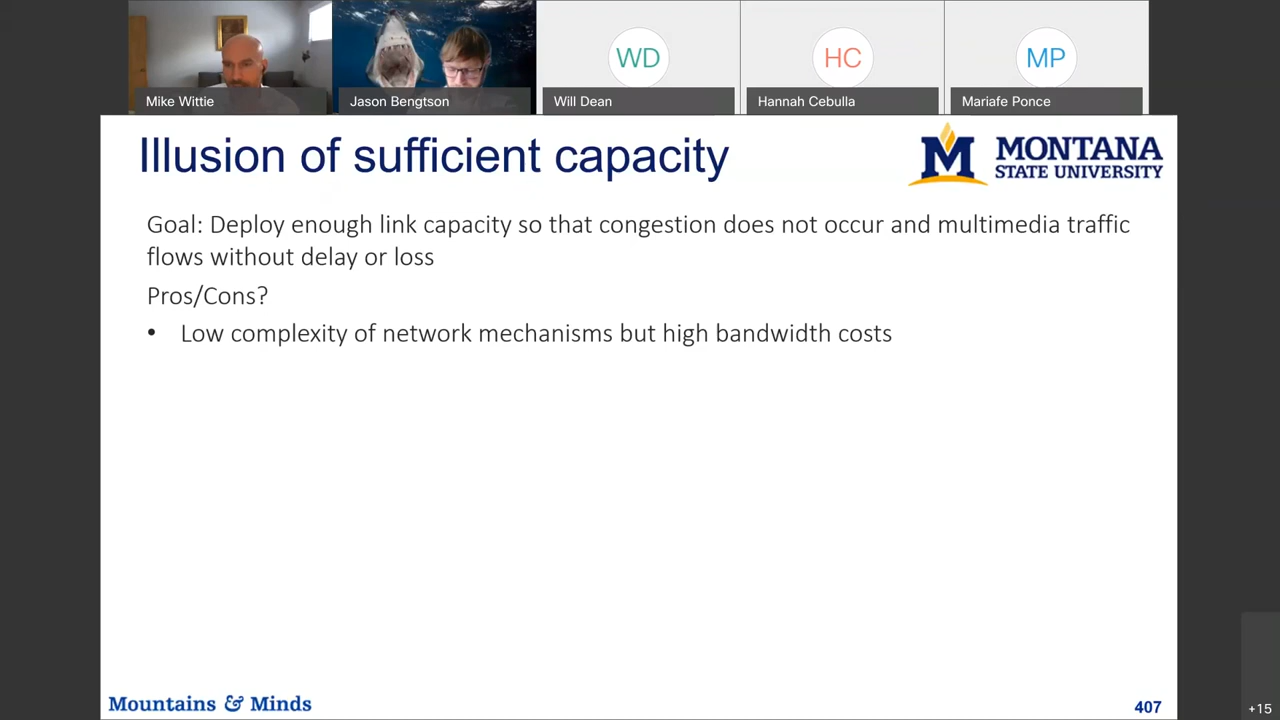 Mike Wittie
Jason Bengtson
WD
Will Dean
HC
Hannah Cebulla
MP
Mariafe Ponce
Illusion of sufficient capacity
M
MONTANA
STATE UNIVERSITY
Goal: Deploy enough link capacity so that congestion does not occur and multimedia traffic
flows without delay or loss
Pros/Cons?
• Low complexity of network mechanisms but high bandwidth costs
Mountains & Minds
407
+15